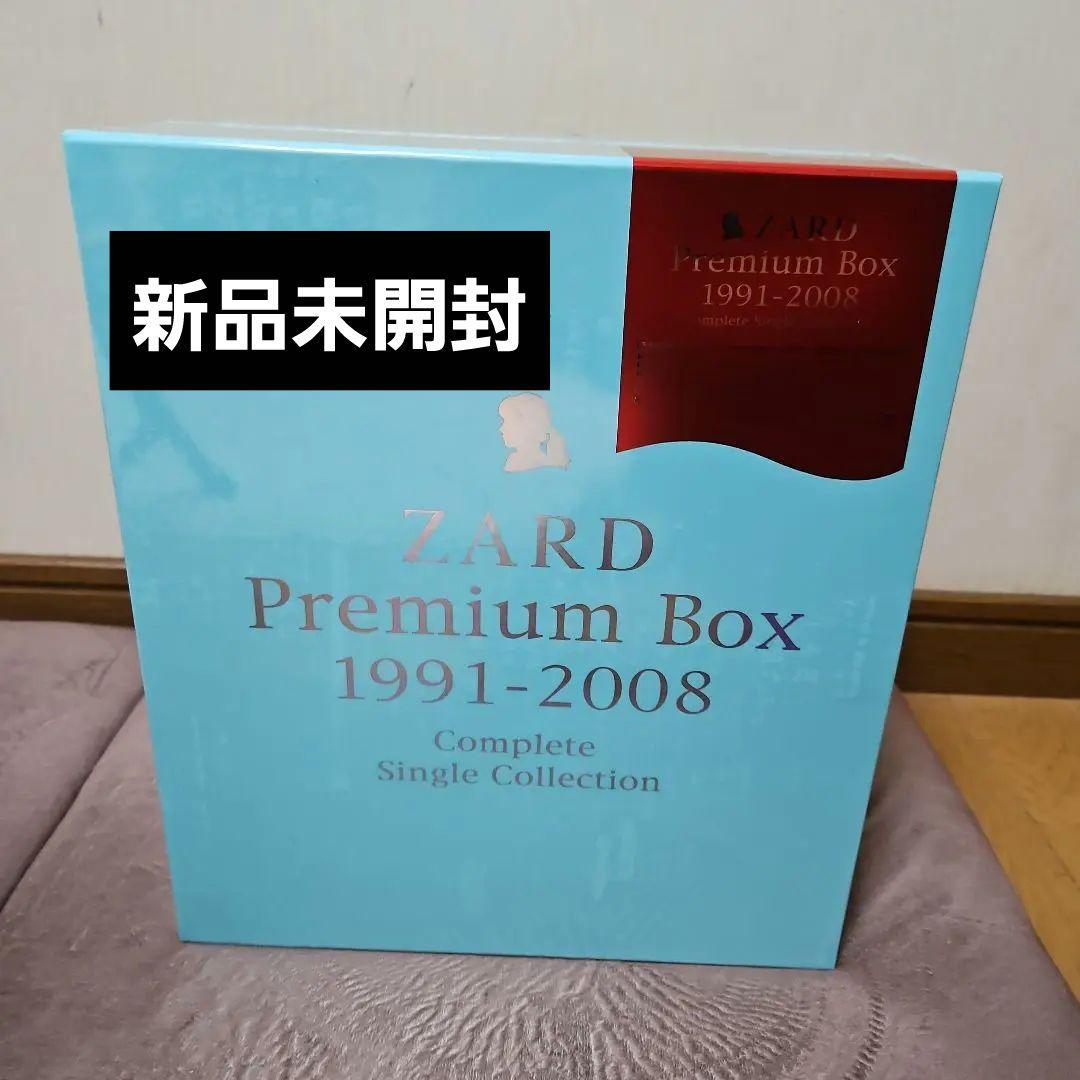 新品未開封
ZARD
Premium Box
1991-2008
ZARD
Premium Box
1991-2008
Complete
Single Collection